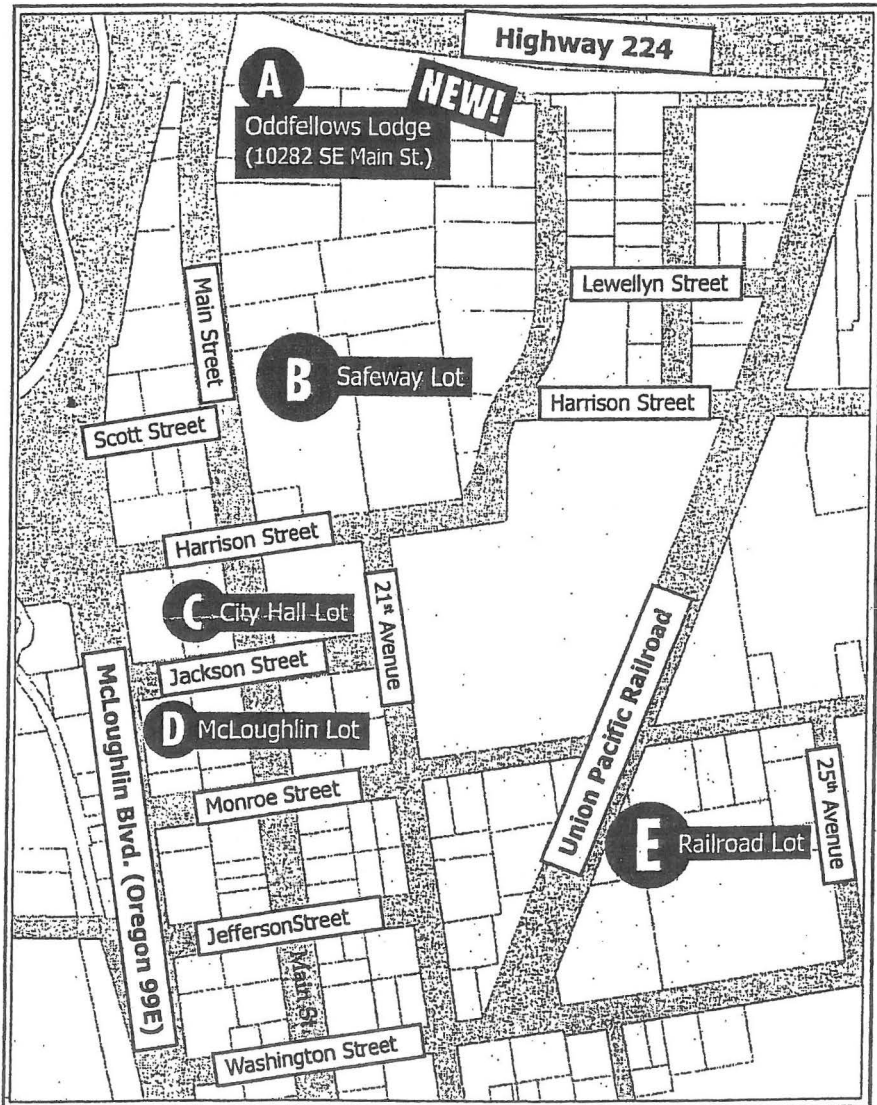 Highway 224
A
NEW!
Oddfellows Lodge
(10282 SE Main St.)
Main Street
Lewellyn Street
B
Safeway Lot
Harrison Street
Scott Street
Harrison Street
21st Avenue
C
City Hall Lot
Jackson Street
D
McLoughlin Lot
McLoughlin Blvd. (Oregon 99E)
Union Pacific Railroad
Monroe Street
25th Avenue
E
Railroad Lot
JeffersonStreet
Main St.
Washington Street